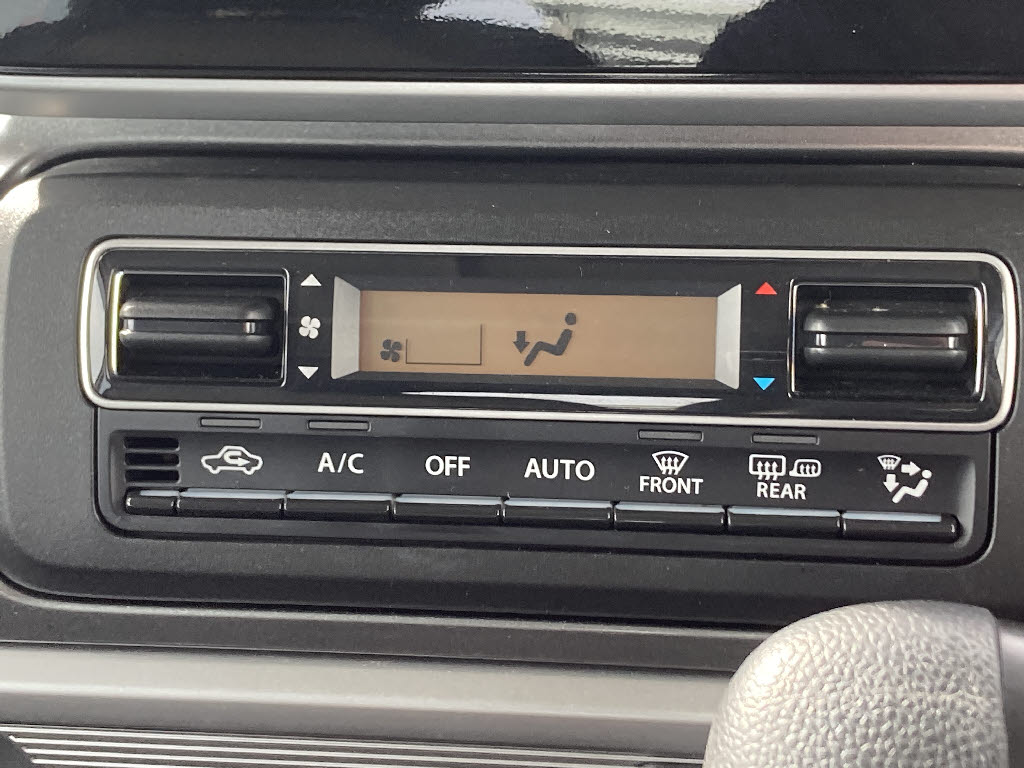 A/C
OFF
AUTO
FRONT
REAR